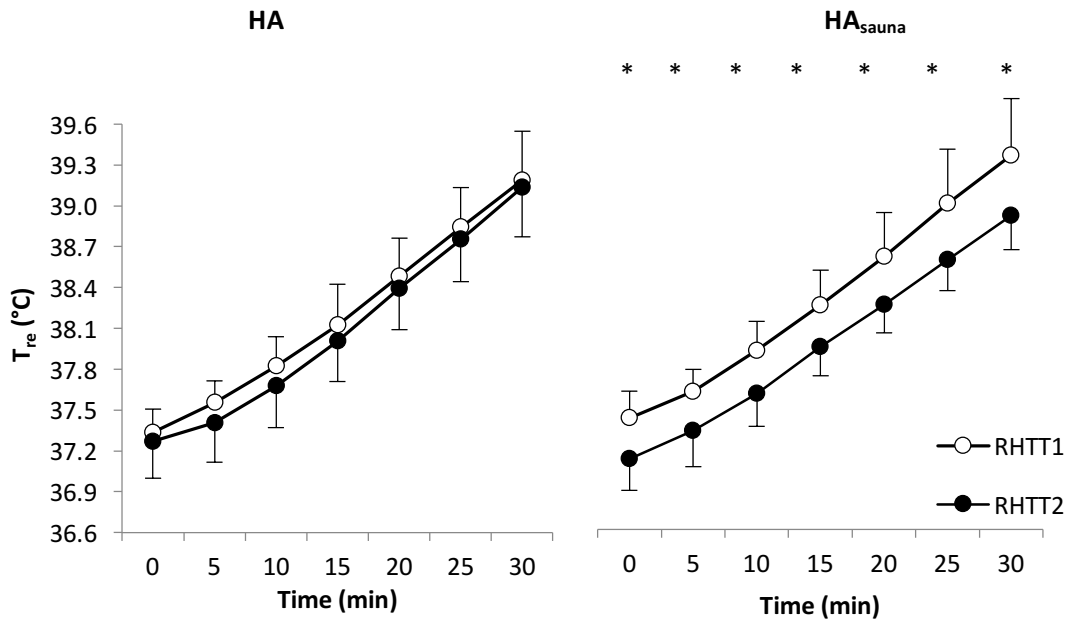 HA
HAsauna
* * * * * * *
39.6
39.3
39.0
38.7
38.4
38.1
37.8
37.5
37.2
36.9
36.6
Tre (°C)
0 5 10 15 20 25 30
Time (min)
0 5 10 15 20 25 30
Time (min)
RHTT1
RHTT2